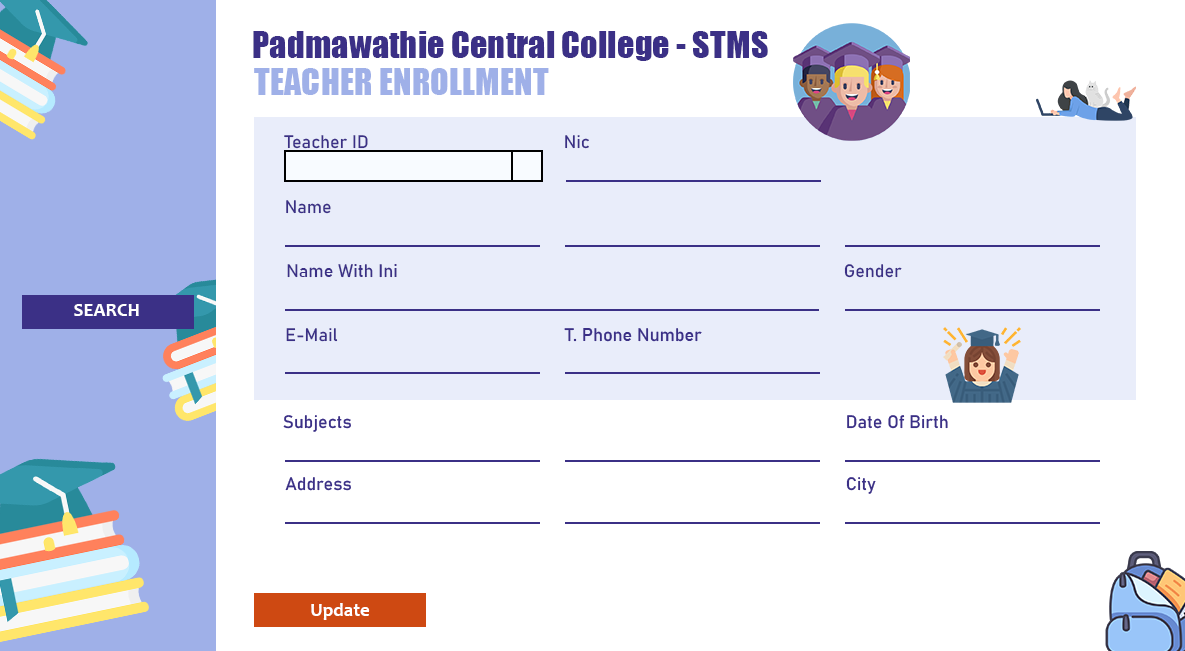 Padmawathie Central College - STMS
TEACHER ENROLLMENT
Teacher ID
Nic
Name
Name With Ini
Gender
SEARCH
E-Mail
T. Phone Number
Subjects
Date Of Birth
Address
City
Update